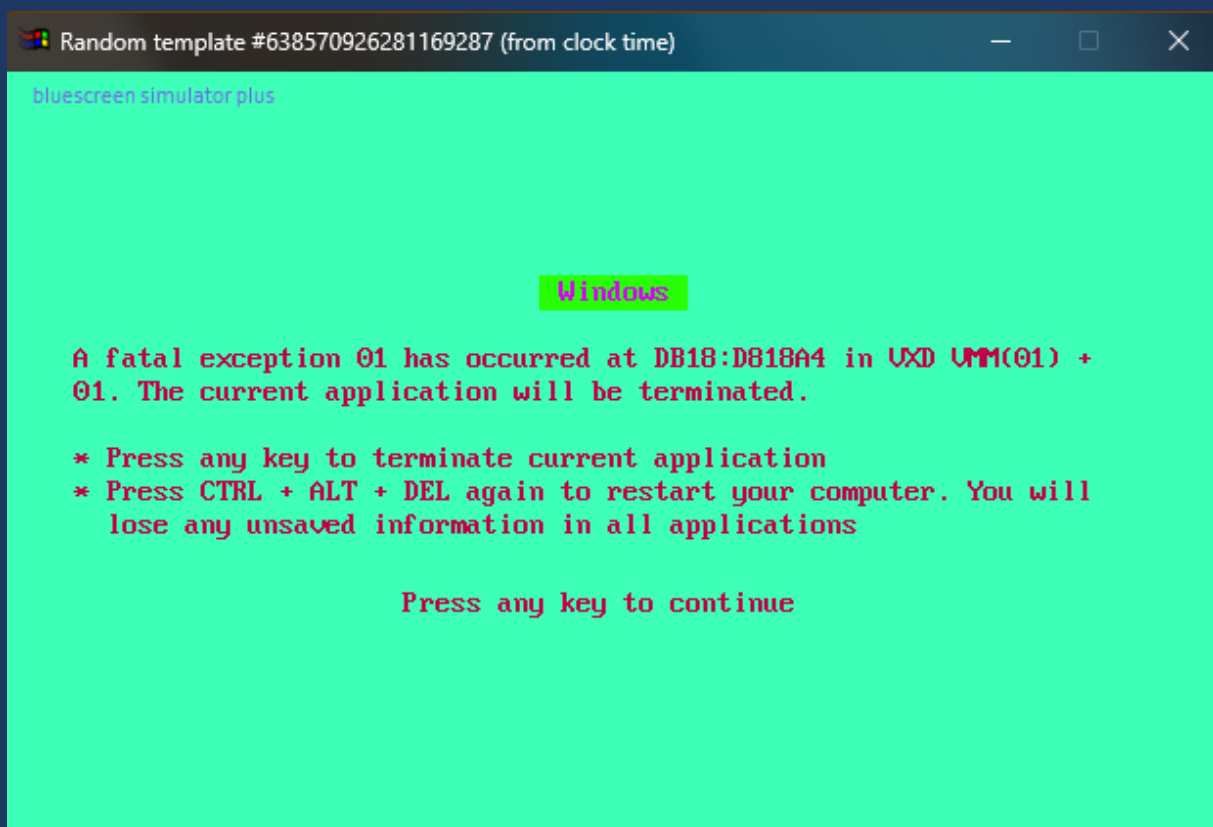 Random template #638570926281169287 (from clock time)
bluescreen simulator plus
Windows
A fatal exception 01 has occurred at DB18:D818A4 in VXD VMM(01) +
01. The current application will be terminated.
* Press any key to terminate current application
* Press CTRL + ALT + DEL again to restart your computer. You will
lose any unsaved information in all applications
Press any key to continue